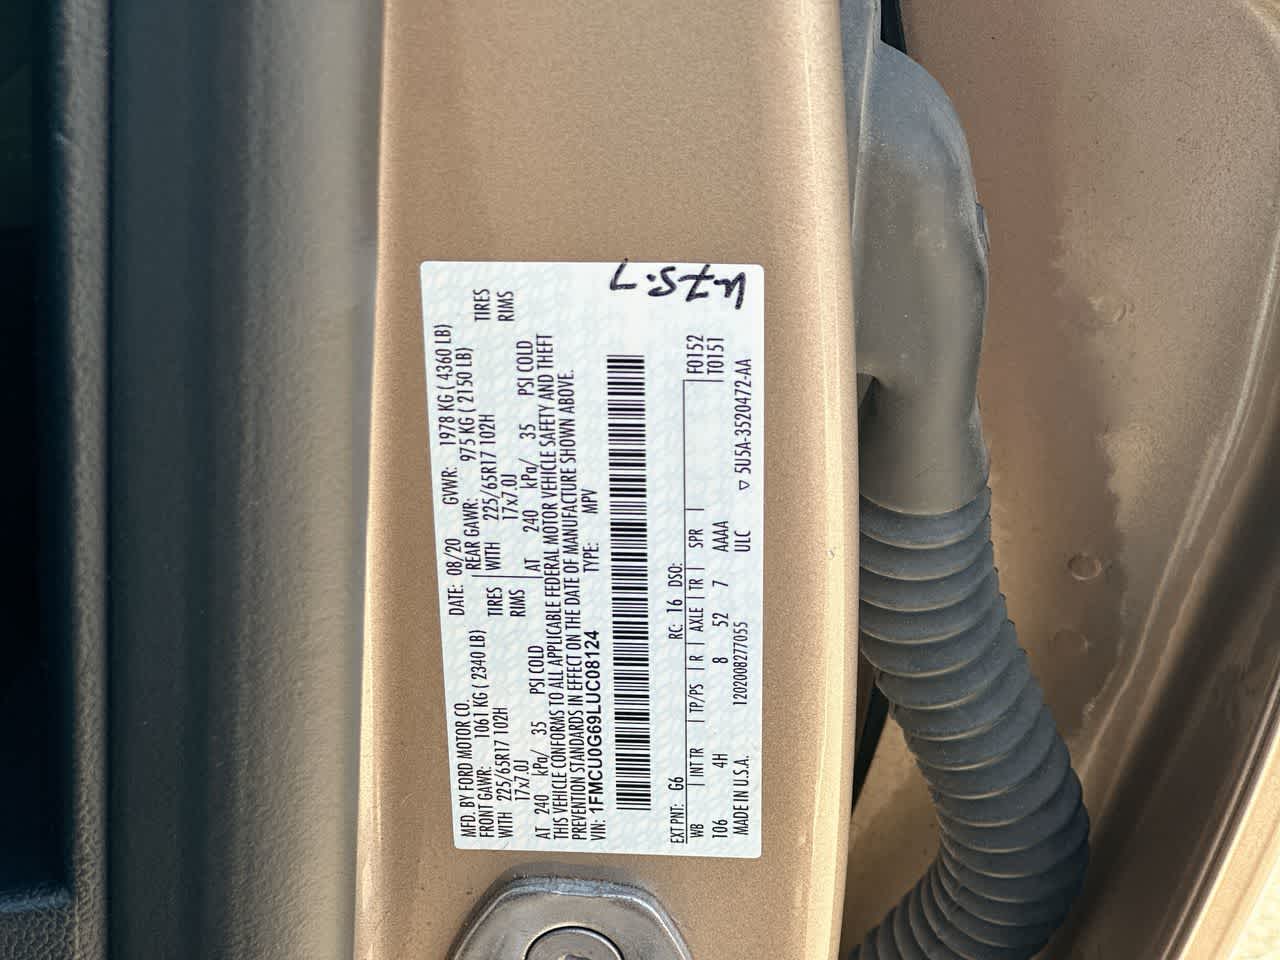 MFD. BY FORD MOTOR CO.
DATE: 08/20 GVWR: 1978 KG ( 4360 LB)
FRONT GAWR: 1061 KG ( 2340 LB) REAR GAWR: 975 KG ( 2150 LB)
WITH 225/65R17 102H TIRES WITH 225/65R17 102H TIRES
17x7.0J RIMS 17x7.0J RIMS
AT 240 kPa/ 35 PSI COLD AT 240 kPa/ 35 PSI COLD
THIS VEHICLE CONFORMS TO ALL APPLICABLE FEDERAL MOTOR VEHICLE SAFETY AND THEFT
PREVENTION STANDARDS IN EFFECT ON THE DATE OF MANUFACTURE SHOWN ABOVE.
VIN: 1FMCU0G69LUC08124 TYPE: MPV
EXT PNT: G6 RC: 16 DSO: F0152
WB INT TR TP/PS R AXLE TR SPR T0151
106 4H 8 52 7 AAAA
MADE IN U.S.A. 1202008277055 ULC ▽ 5U5A-3520472-AA